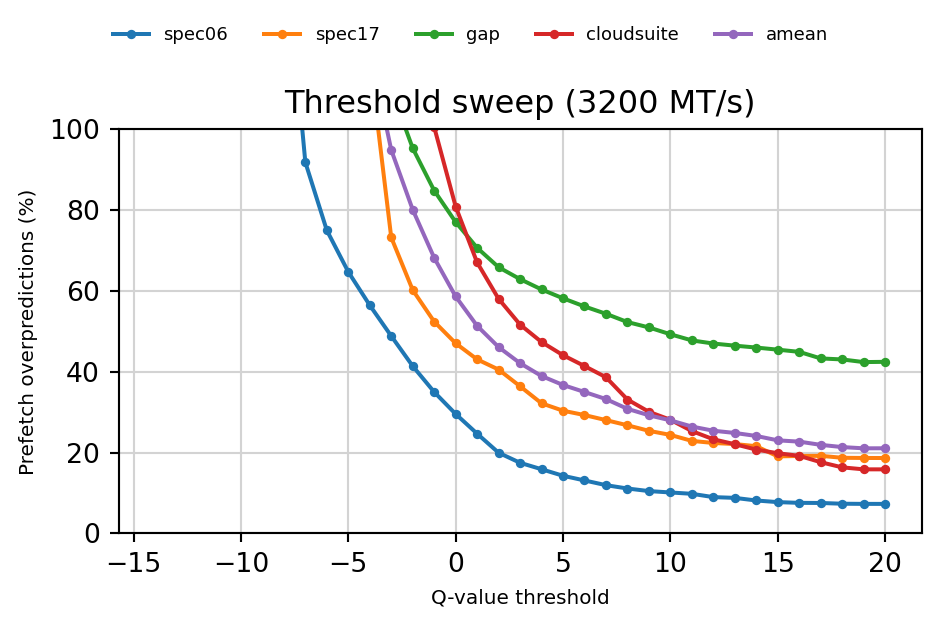 spec06 spec17 gap cloudsuite amean
Threshold sweep (3200 MT/s)
Prefetch overpredictions (%)
100
80
60
40
20
0
−15 −10 −5 0 5 10 15 20
Q-value threshold